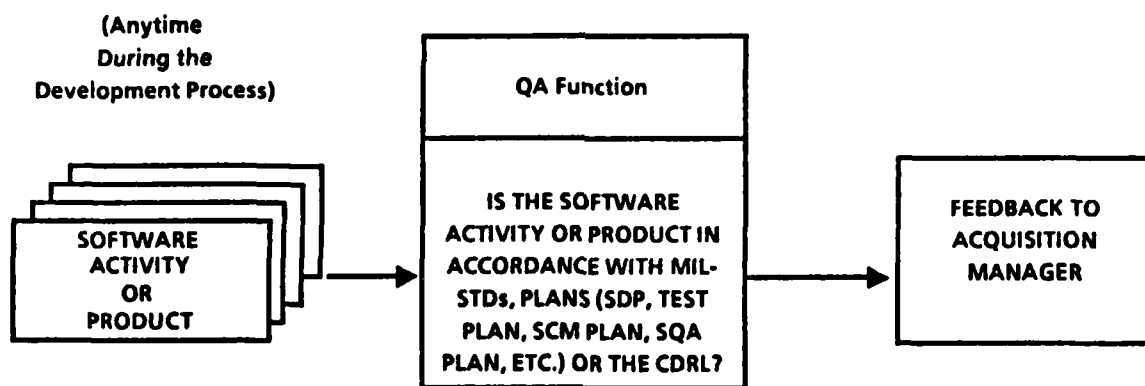 (Anytime
During the
Development Process)
SOFTWARE
ACTIVITY
OR
PRODUCT
QA Function
IS THE SOFTWARE
ACTIVITY OR PRODUCT IN
ACCORDANCE WITH MIL-
STDs, PLANS (SDP, TEST
PLAN, SCM PLAN, SQA
PLAN, ETC.) OR THE CDRL?
FEEDBACK TO
ACQUISITION
MANAGER